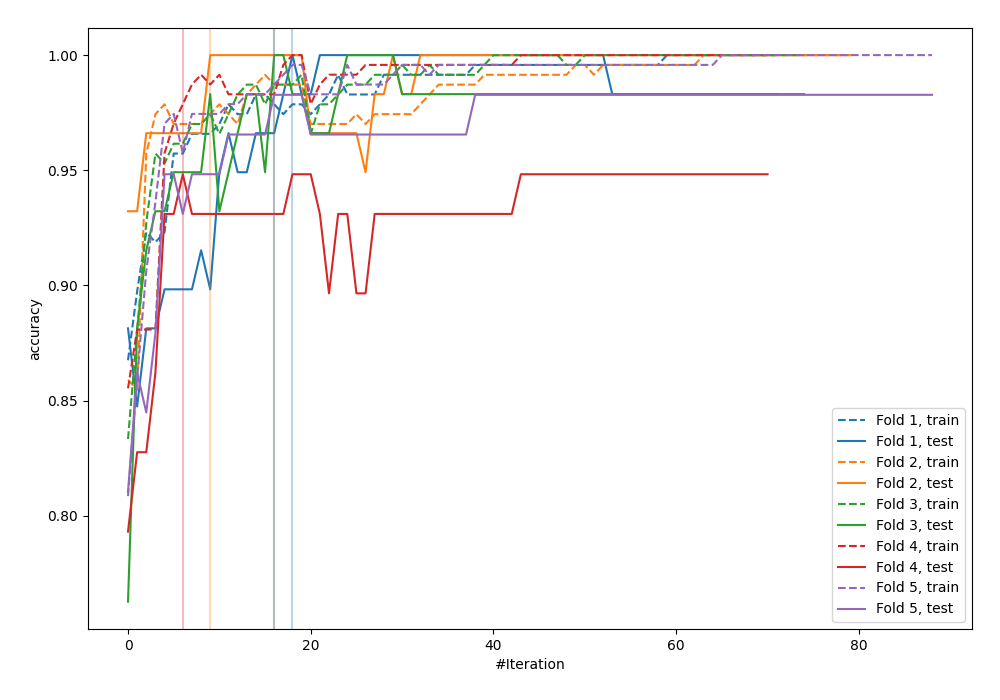 1.00
0.95
0.90
0.85
0.80
accuracy
0 20 40 60 80
#Iteration
Fold 1, train
Fold 1, test
Fold 2, train
Fold 2, test
Fold 3, train
Fold 3, test
Fold 4, train
Fold 4, test
Fold 5, train
Fold 5, test